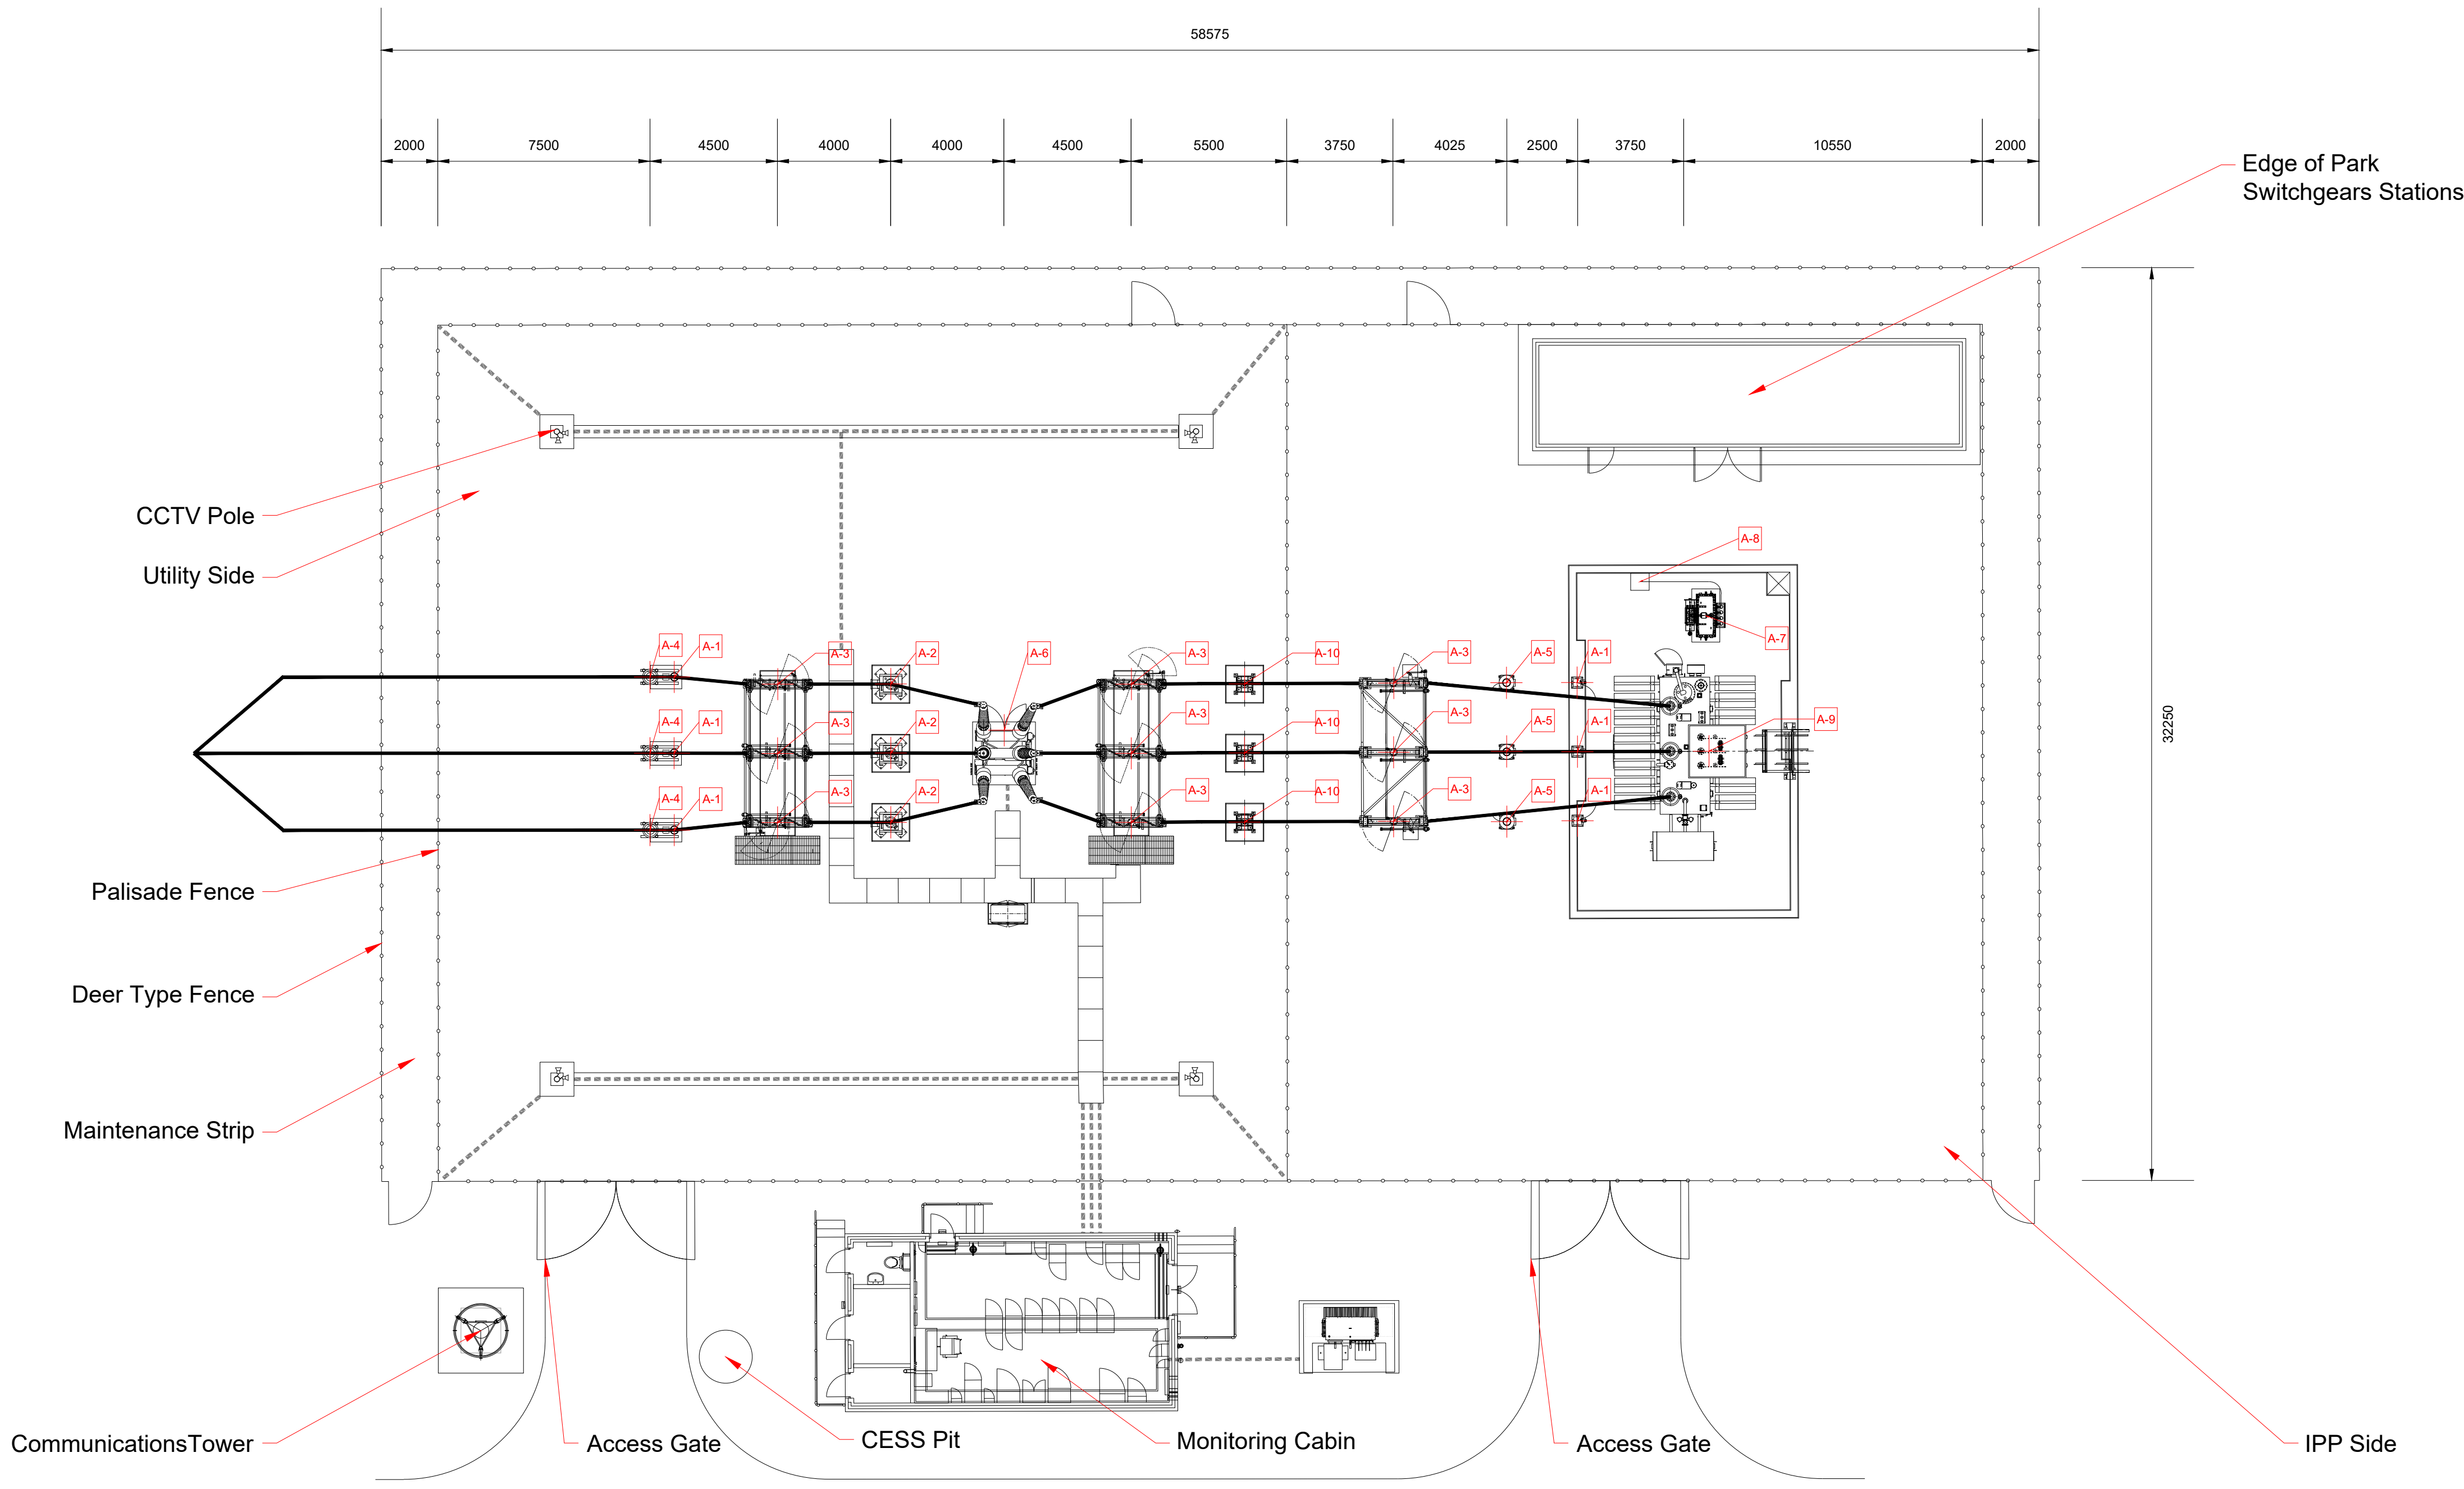 58575
2000 7500 4500 4000 4000 4500 5500 3750 4025 2500 3750 10550 2000
Edge of Park
Switchgears Stations
CCTV Pole
Utility Side
A-8
A-7
A-4 A-1 A-3 A-2 A-6 A-3 A-10 A-3 A-5 A-1
A-4 A-1 A-3 A-2 A-3 A-10 A-3 A-5 A-1 A-9
A-4 A-1 A-3 A-2 A-3 A-10 A-3 A-5 A-1
32250
Palisade Fence
Deer Type Fence
Maintenance Strip
CommunicationsTower
Access Gate
CESS Pit
Monitoring Cabin
Access Gate
IPP Side